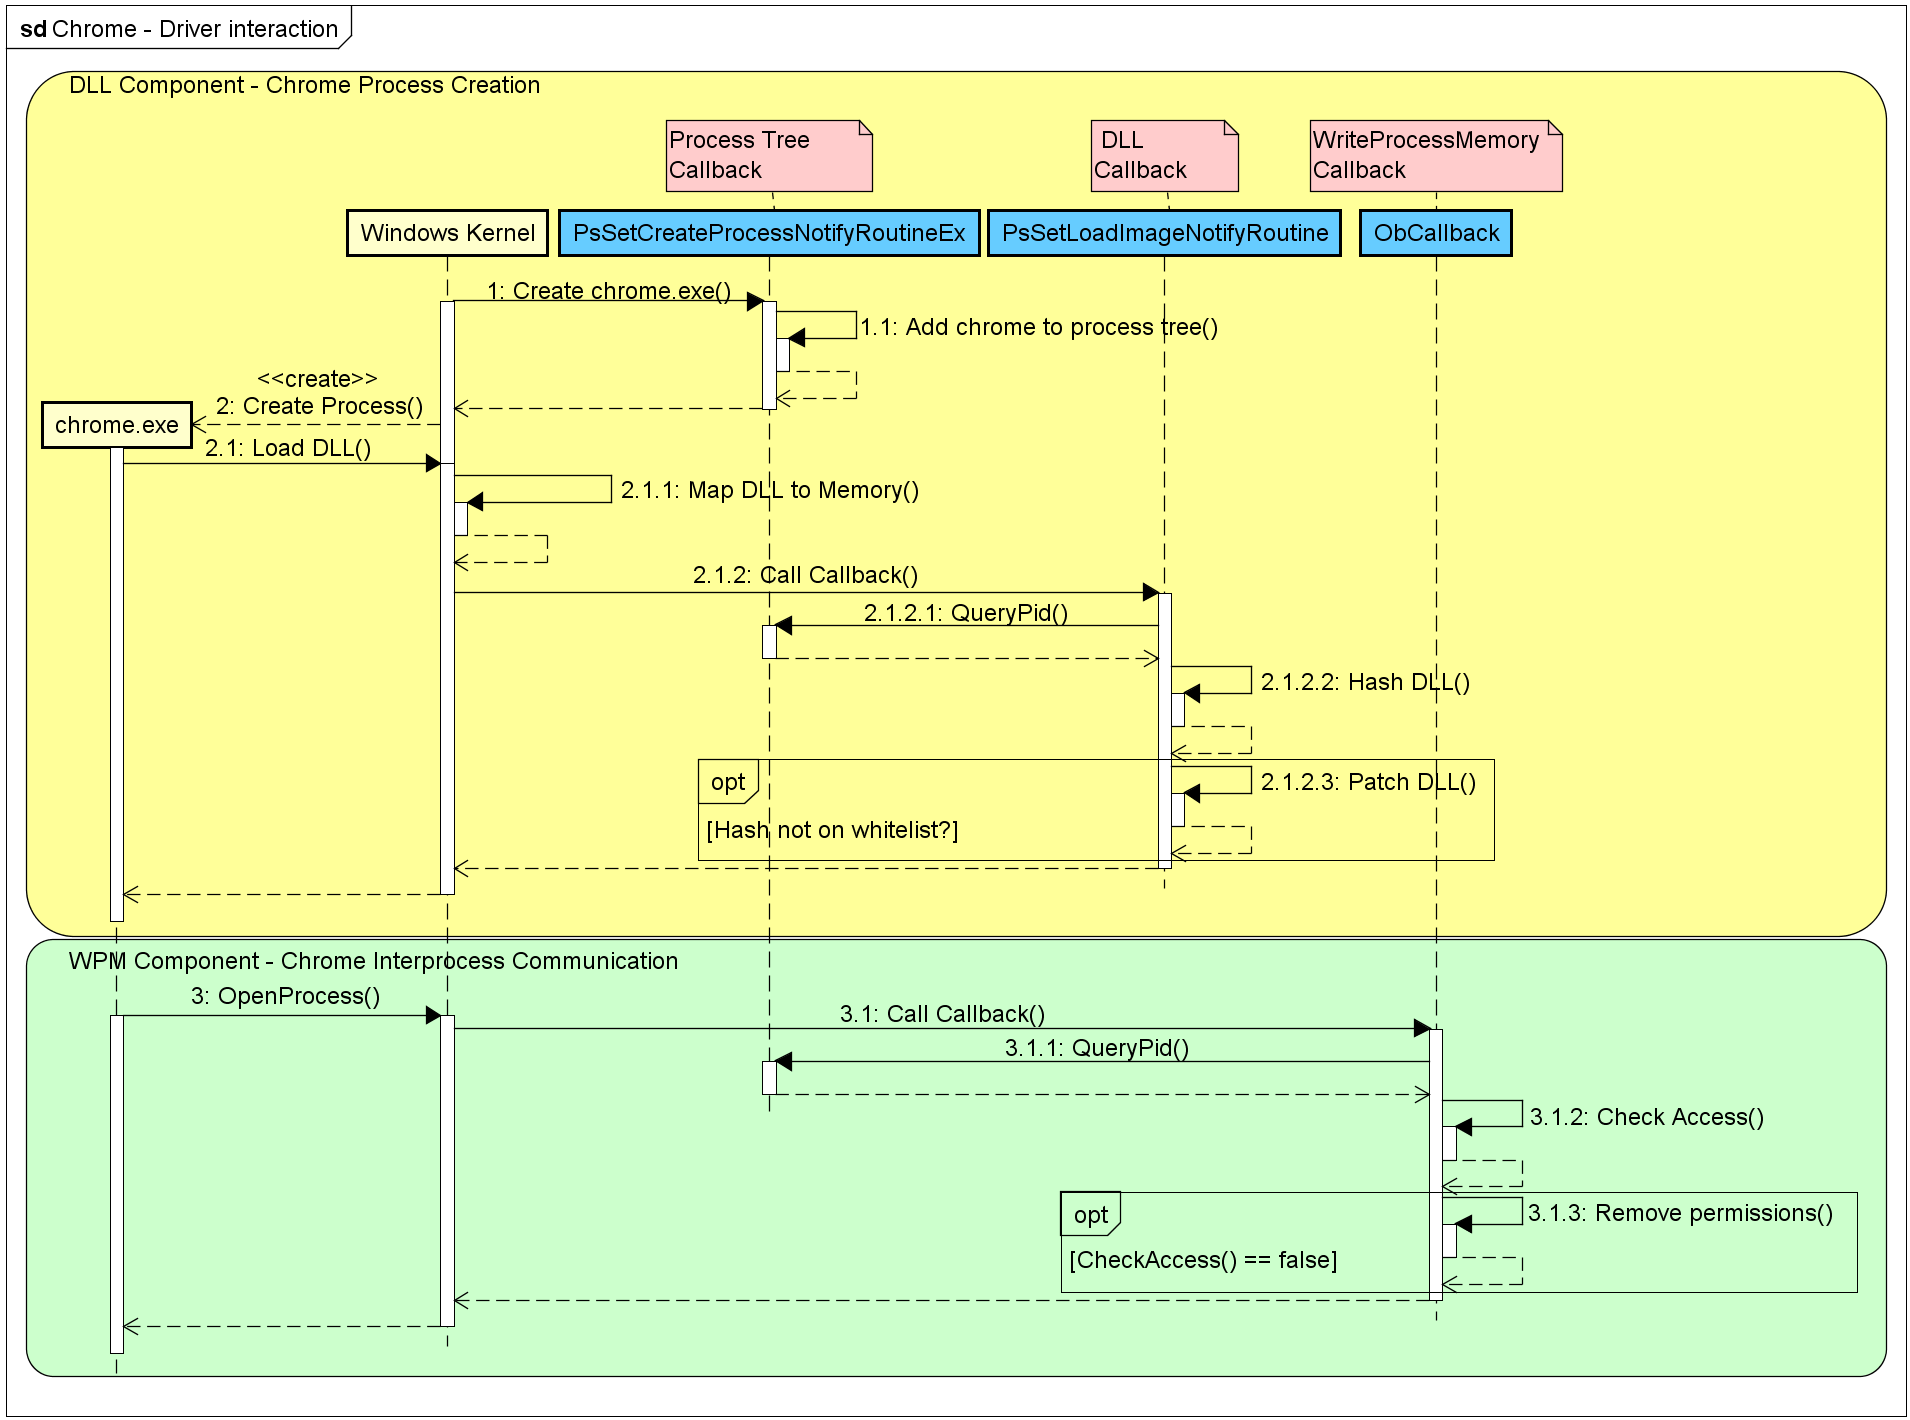 sd Chrome - Driver interaction
DLL Component - Chrome Process Creation
Process Tree
Callback
DLL
Callback
WriteProcessMemory
Callback
Windows Kernel
PsSetCreateProcessNotifyRoutineEx
PsSetLoadImageNotifyRoutine
ObCallback
1: Create chrome.exe()
1.1: Add chrome to process tree()
<<create>>
2: Create Process()
chrome.exe
2.1: Load DLL()
2.1.1: Map DLL to Memory()
2.1.2: Call Callback()
2.1.2.1: QueryPid()
2.1.2.2: Hash DLL()
opt
2.1.2.3: Patch DLL()
[Hash not on whitelist?]
WPM Component - Chrome Interprocess Communication
3: OpenProcess()
3.1: Call Callback()
3.1.1: QueryPid()
3.1.2: Check Access()
opt
3.1.3: Remove permissions()
[CheckAccess() == false]